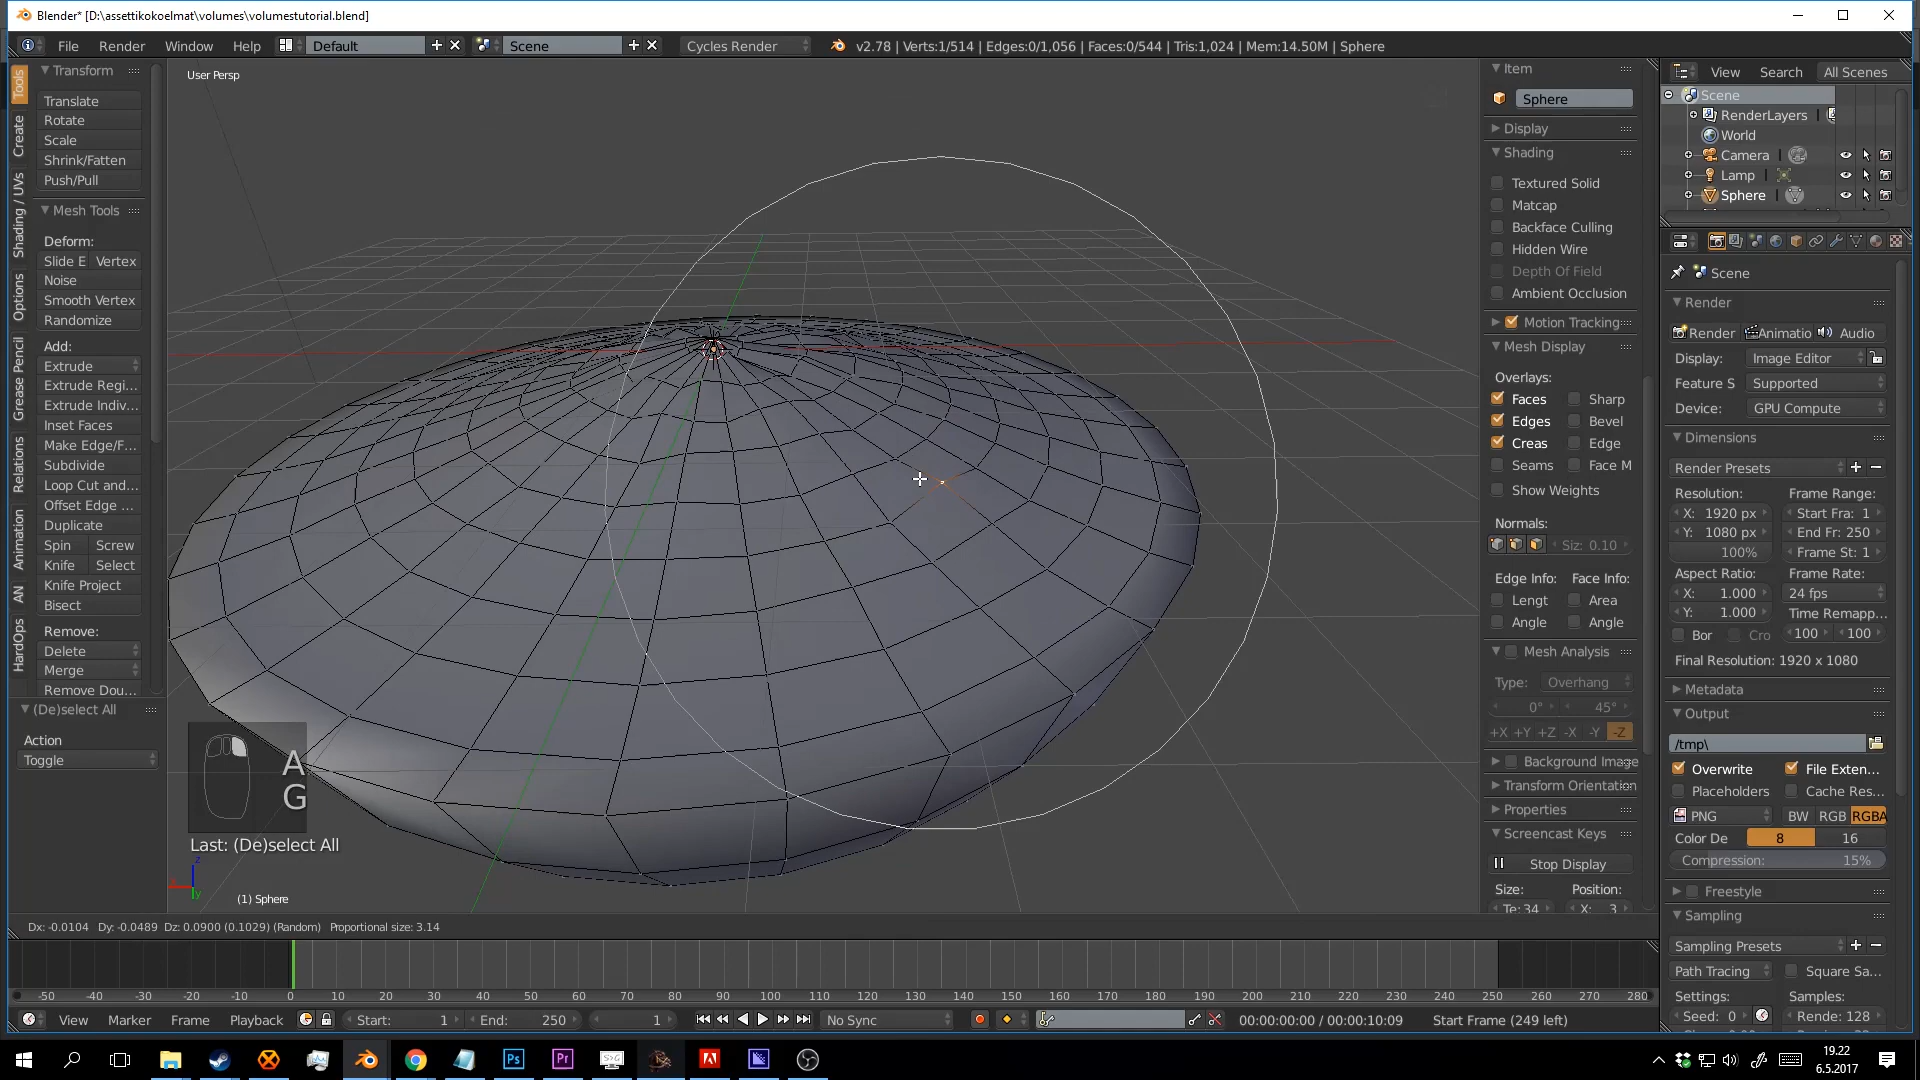 Blender* [D:\assettikokoelmat\volumes\volumestutorial.blend]
File Render Window Help Default Scene Cycles Render v2.78 | Verts:1/514 | Edges:0/1,056 | Faces:0/544 | Tris:1,024 | Mem:14.50M | Sphere
Tools
Create
Shading / UVs
Options
Grease Pencil
Relations
Animation
AN
HardOps
Transform
Translate
Rotate
Scale
Shrink/Fatten
Push/Pull
Mesh Tools
Deform:
Slide E Vertex
Noise
Smooth Vertex
Randomize
Add:
Extrude
Extrude Regi...
Extrude Indiv...
Inset Faces
Make Edge/F...
Subdivide
Loop Cut and...
Offset Edge ...
Duplicate
Spin Screw
Knife Select
Knife Project
Bisect
Remove:
Delete
Merge
Remove Dou...
(De)select All
Action
Toggle
User Persp
A
G
Last: (De)select All
z
y
(1) Sphere
Dx: -0.0104 Dy: -0.0489 Dz: 0.0900 (0.1029) (Random) Proportional size: 3.14
Item
Sphere
Display
Shading
Textured Solid
Matcap
Backface Culling
Hidden Wire
Depth Of Field
Ambient Occlusion
Motion Tracking
Mesh Display
Overlays:
Faces Sharp
Edges Bevel
Creas Edge
Seams Face M
Show Weights
Normals:
Siz: 0.10
Edge Info: Face Info:
Lengt Area
Angle Angle
Mesh Analysis
Type: Overhang
0° 45°
+X +Y +Z -X -Y -Z
Background Image
Transform Orientation
Properties
Screencast Keys
Stop Display
Size: Position:
Te: 34 X: 3
View Search All Scenes
Scene
RenderLayers
World
Camera
Lamp
Sphere
Scene
Render
Render Animatio Audio
Display: Image Editor
Feature S Supported
Device: GPU Compute
Dimensions
Render Presets
Resolution: Frame Range:
X: 1920 px Start Fra: 1
Y: 1080 px End Fr: 250
100% Frame St: 1
Aspect Ratio: Frame Rate:
X: 1.000 24 fps
Y: 1.000 Time Remapp...
Bor Cro 100 100
Final Resolution: 1920 x 1080
Metadata
Output
/tmp\
Overwrite File Exten...
Placeholders Cache Res...
PNG BW RGB RGBA
Color De 8 16
Compression: 15%
Freestyle
Sampling
Sampling Presets
Path Tracing Square Sa...
Settings: Samples:
Seed: 0 Rende: 128
-50 -40 -30 -20 -10 0 10 20 30 40 50 60 70 80 90 100 110 120 130 140 150 160 170 180 190 200 210 220 230 240 250 260 270 280
View Marker Frame Playback Start: 1 End: 250 1 No Sync 00:00:00:00 / 00:00:10:09 Start Frame (249 left)
Ps Pr
19.22
6.5.2017